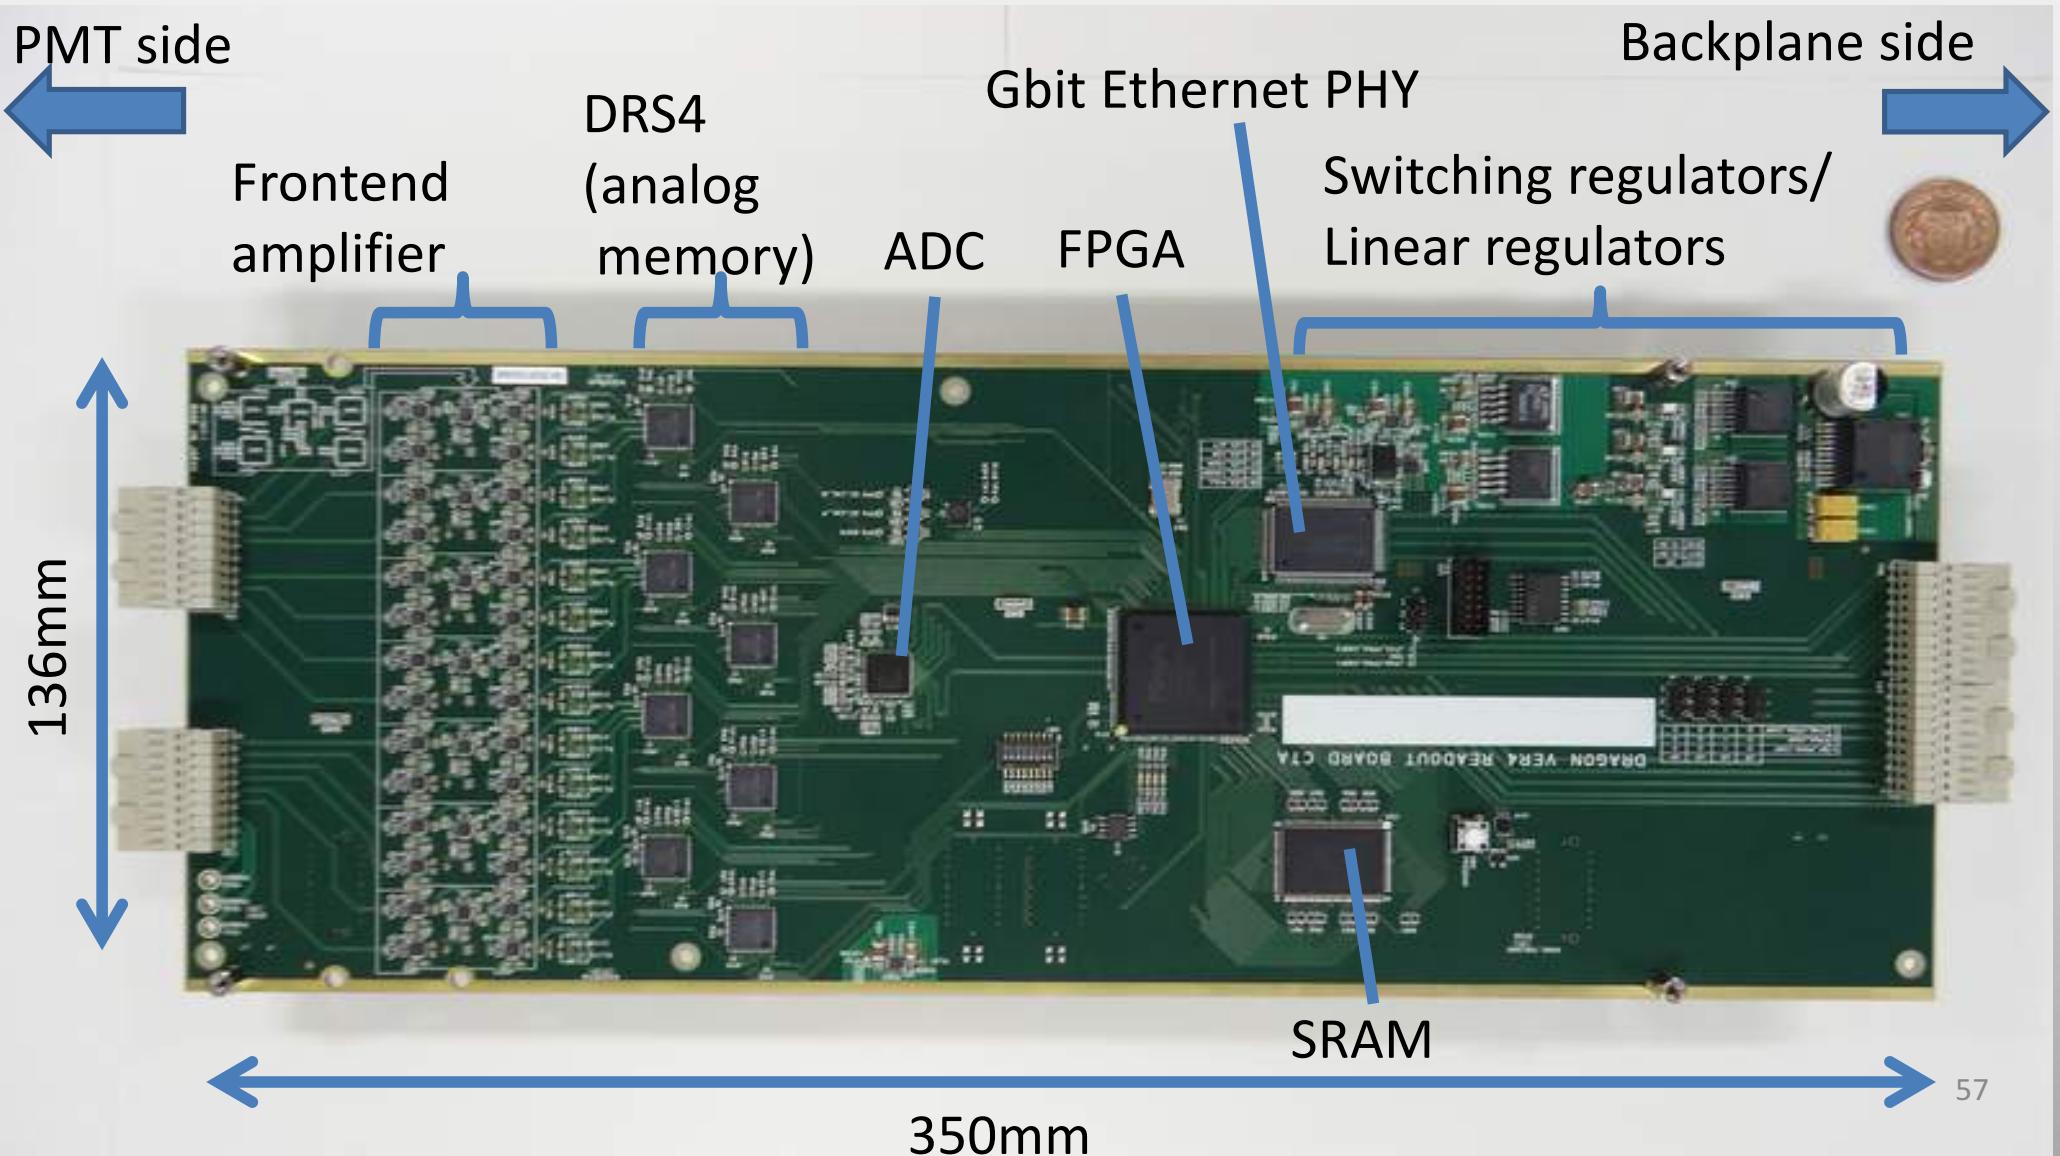 PMT side
Backplane side
Gbit Ethernet PHY
DRS4
(analog
memory)
Frontend
amplifier
Switching regulators/
Linear regulators
ADC
FPGA
136mm
DRAGON VER4 READOUT BOARD CTA
SRAM
57
350mm